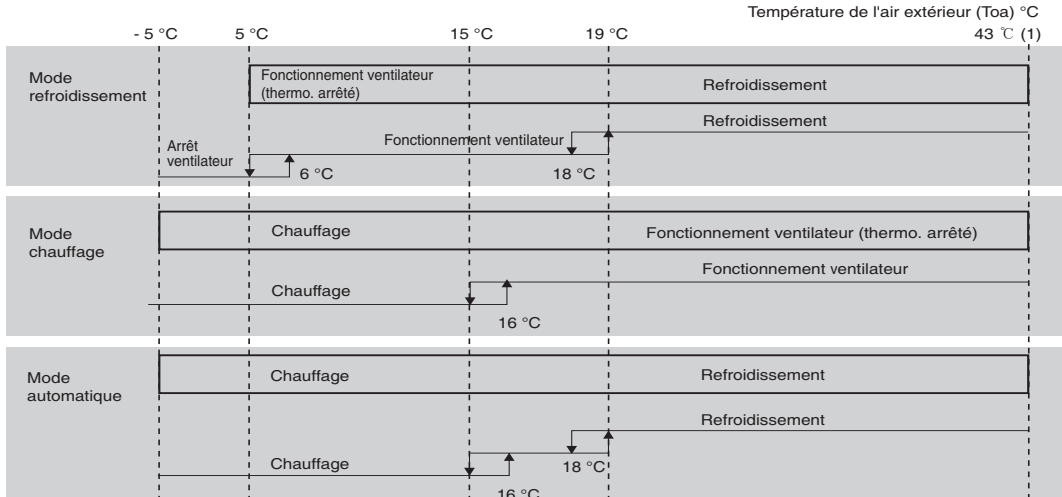 Température de l'air extérieur (Toa) °C
- 5 °C 5 °C 15 °C 19 °C 43 ℃ (1)
Mode
refroidissement
Fonctionnement ventilateur
(thermo. arrêté)
Refroidissement
Refroidissement
Arrêt
ventilateur
Fonctionnement ventilateur
6 °C
18 °C
Mode
chauffage
Chauffage
Fonctionnement ventilateur (thermo. arrêté)
Fonctionnement ventilateur
Chauffage
16 °C
Mode
automatique
Chauffage
Refroidissement
Refroidissement
Chauffage
18 °C
16 °C